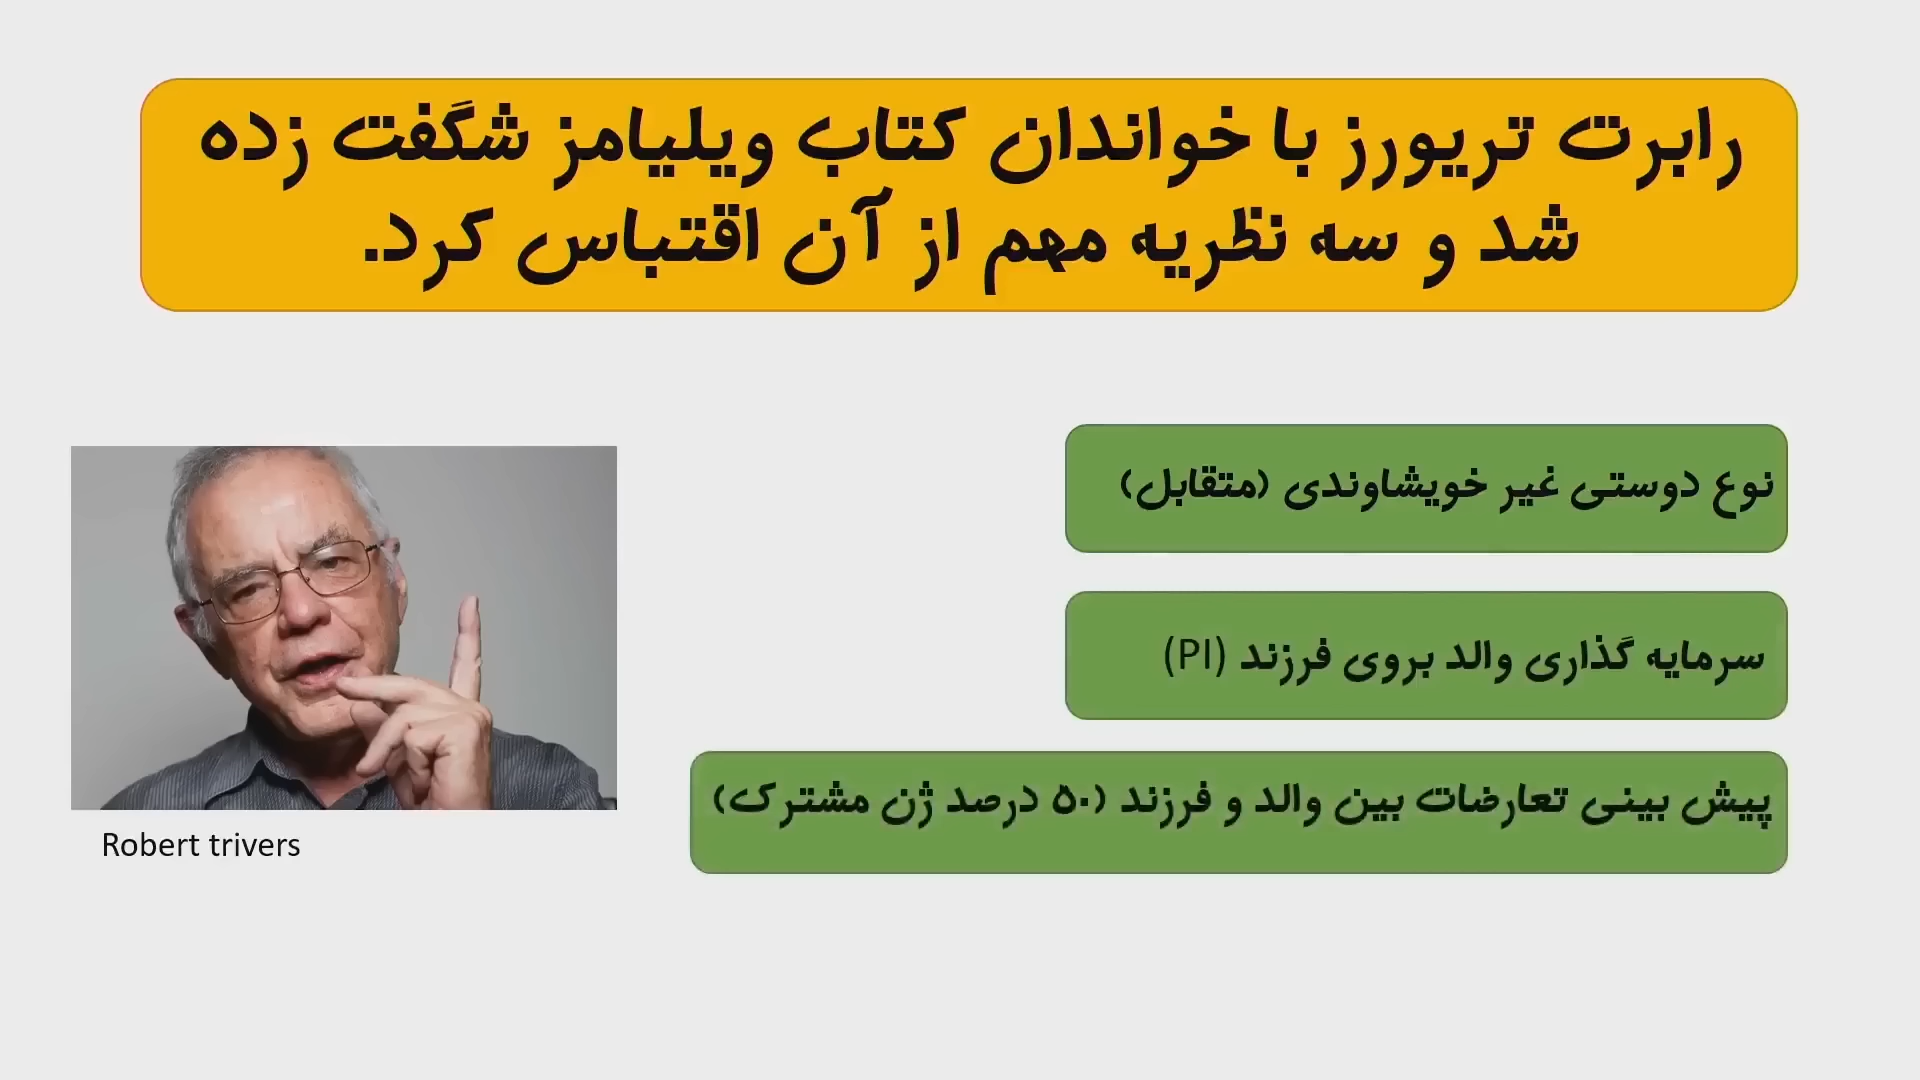 رابرت تریورز با خواندان کتاب ویلیامز شگفت زده
شد و سه نظریه مهم از آن اقتباس کرد.
نوع دوستی غیر خویشاوندی (متقابل)
سرمایه گذاری والد بروی فرزند (PI)
پیش بینی تعارضات بین والد و فرزند (۵۰ درصد ژن مشترک)
Robert trivers